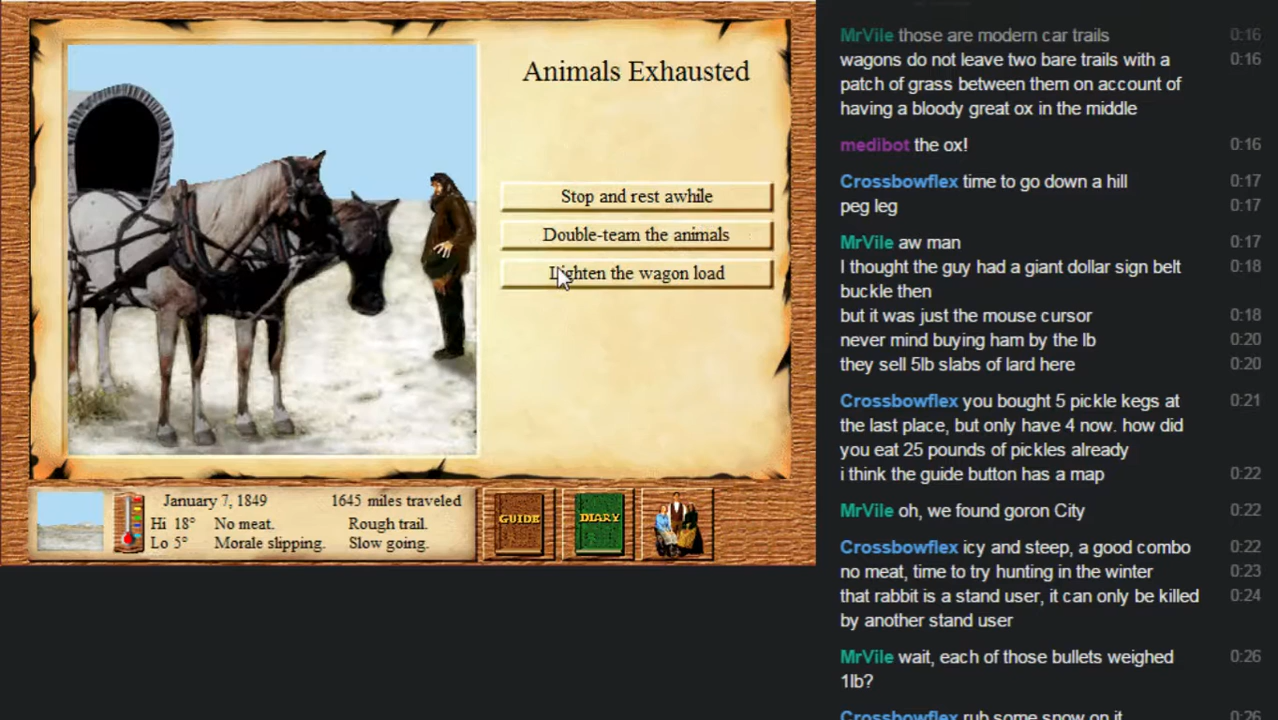 Animals Exhausted
Stop and rest awhile
Double-team the animals
Lighten the wagon load
January 7, 1849
1645 miles traveled
Hi 18° No meat. Rough trail.
Lo 5° Morale slipping. Slow going.
GUIDE
DIARY
MrVile those are modern car trails 0:16
wagons do not leave two bare trails with a 0:16
patch of grass between them on account of
having a bloody great ox in the middle
medibot the ox! 0:16
Crossbowflex time to go down a hill 0:17
peg leg 0:17
MrVile aw man 0:17
I thought the guy had a giant dollar sign belt 0:18
buckle then
but it was just the mouse cursor 0:18
never mind buying ham by the lb 0:20
they sell 5lb slabs of lard here 0:20
Crossbowflex you bought 5 pickle kegs at 0:21
the last place, but only have 4 now. how did
you eat 25 pounds of pickles already
i think the guide button has a map 0:22
MrVile oh, we found goron City 0:22
Crossbowflex icy and steep, a good combo 0:22
no meat, time to try hunting in the winter 0:23
that rabbit is a stand user, it can only be killed 0:24
by another stand user
MrVile wait, each of those bullets weighed 0:26
1lb?
Crossbowflex rub some snow on it 0:26